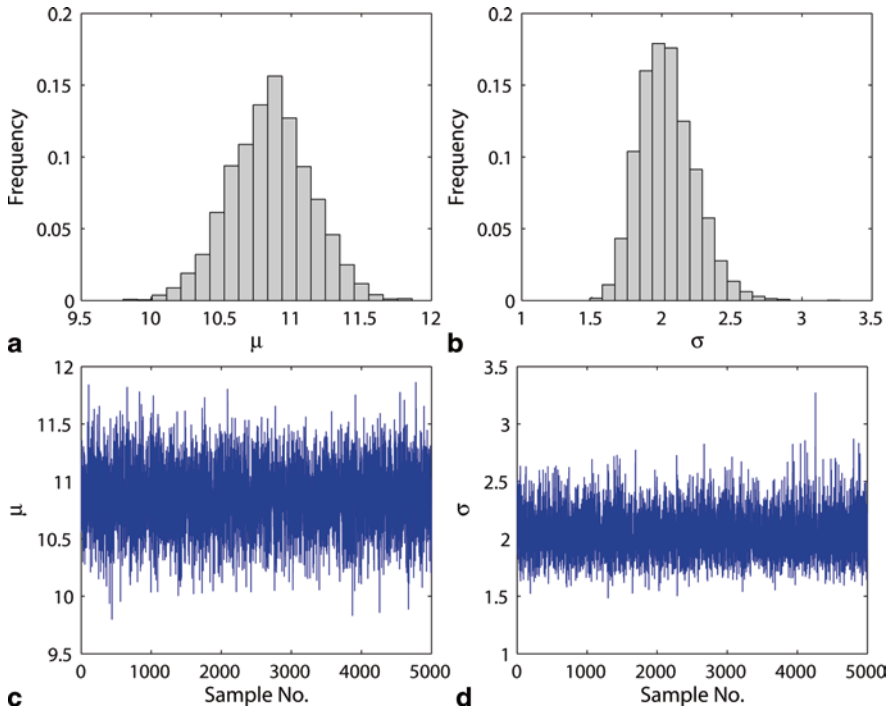 0.2
0.15
0.1
0.05
0
Frequency
9.5 10 10.5 11 11.5 12
μ
a
0.2
0.15
0.1
0.05
0
Frequency
1 1.5 2 2.5 3 3.5
σ
b
12
11.5
11
10.5
10
9.5
μ
0 1000 2000 3000 4000 5000
Sample No.
c
3.5
3
2.5
2
1.5
1
σ
0 1000 2000 3000 4000 5000
Sample No.
d